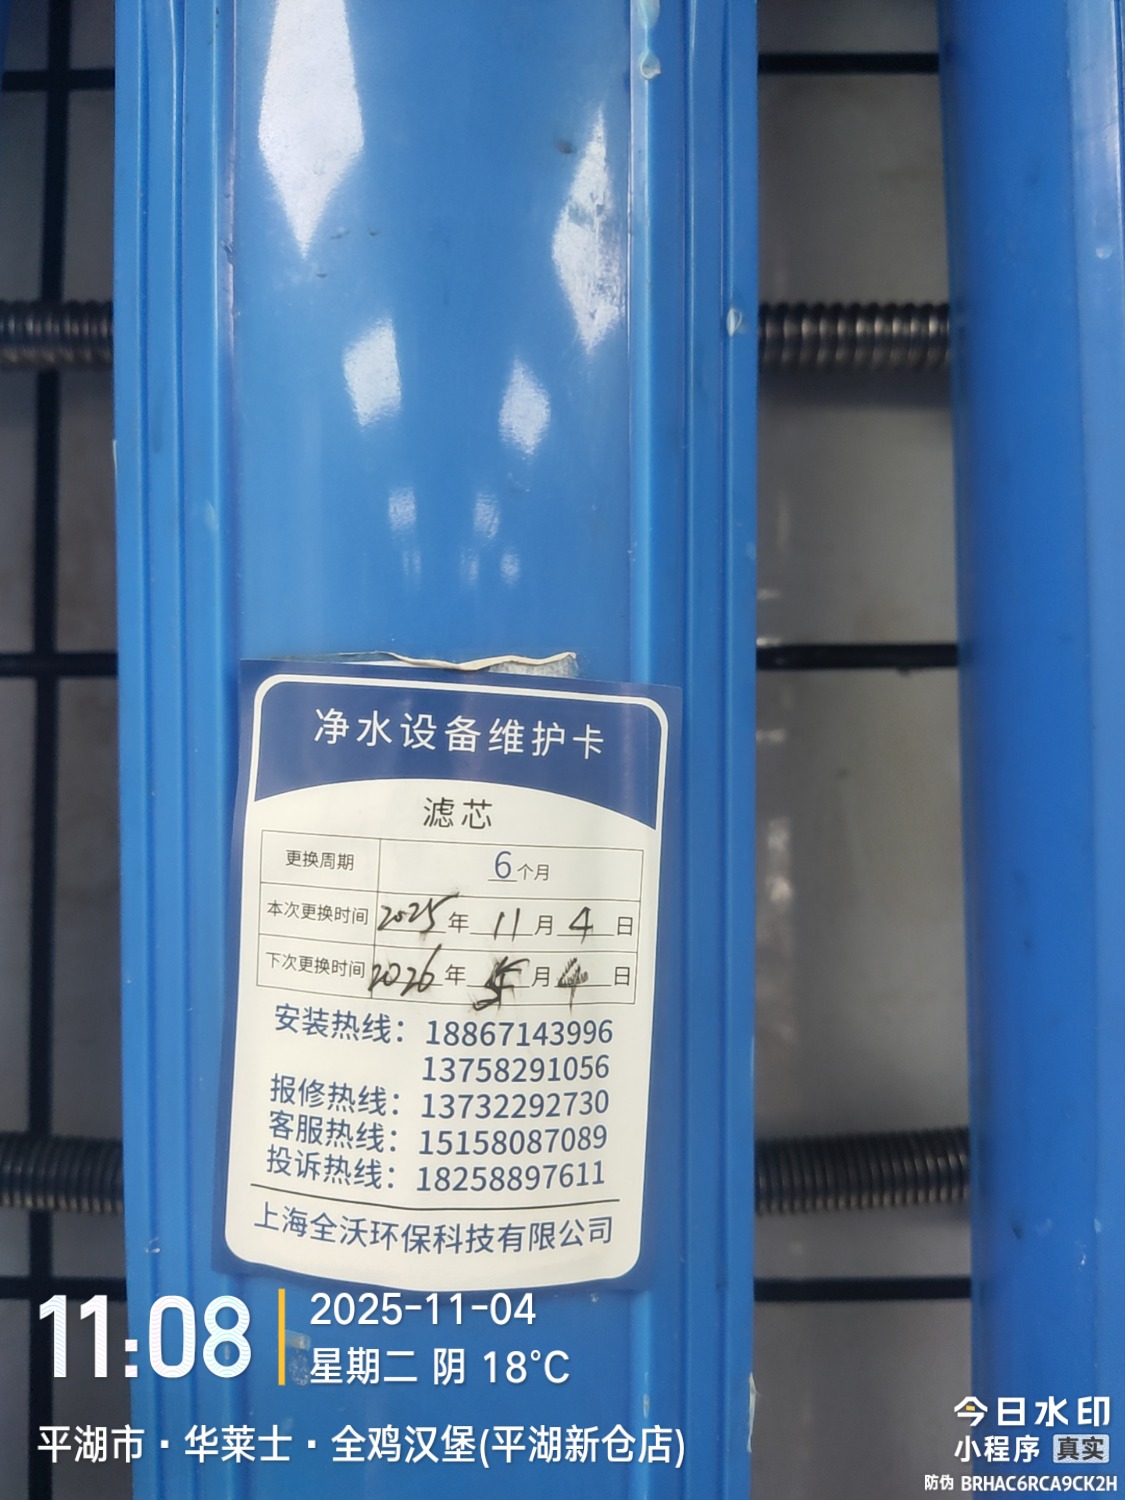 净水设备维护卡
滤芯
更换周期 6个月
本次更换时间 2025年11月4日
下次更换时间 2026年5月4日
安装热线：18867143996
13758291056
报修热线：13732292730
客服热线：15158087089
投诉热线：18258897611
上海全沃环保科技有限公司
11:08
2025-11-04
星期二 阴 18°C
平湖市·华莱士·全鸡汉堡(平湖新仓店)
今日水印
小程序 真实
防伪 BRHAC6RCA9CK2H